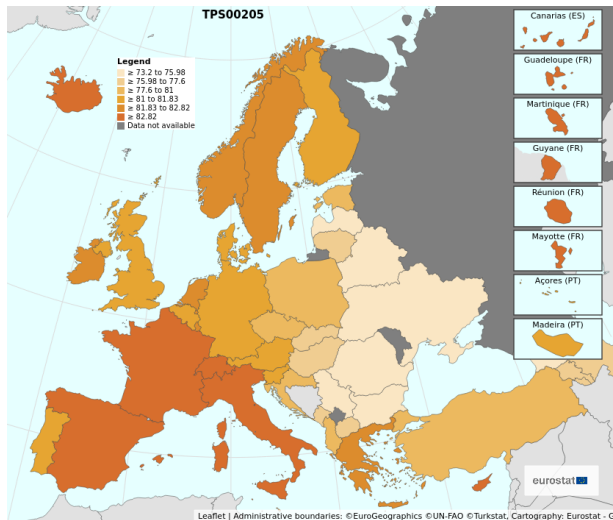 TPS00205
Legend
≥ 73.2 to 75.98
≥ 75.98 to 77.6
≥ 77.6 to 81
≥ 81 to 81.83
≥ 81.83 to 82.82
≥ 82.82
Data not available
Canarias (ES)
Guadeloupe (FR)
Martinique (FR)
Guyane (FR)
Réunion (FR)
Mayotte (FR)
Açores (PT)
Madeira (PT)
eurostat
Leaflet | Administrative boundaries: ©EuroGeographics ©UN-FAO ©Turkstat, Cartography: Eurostat - G